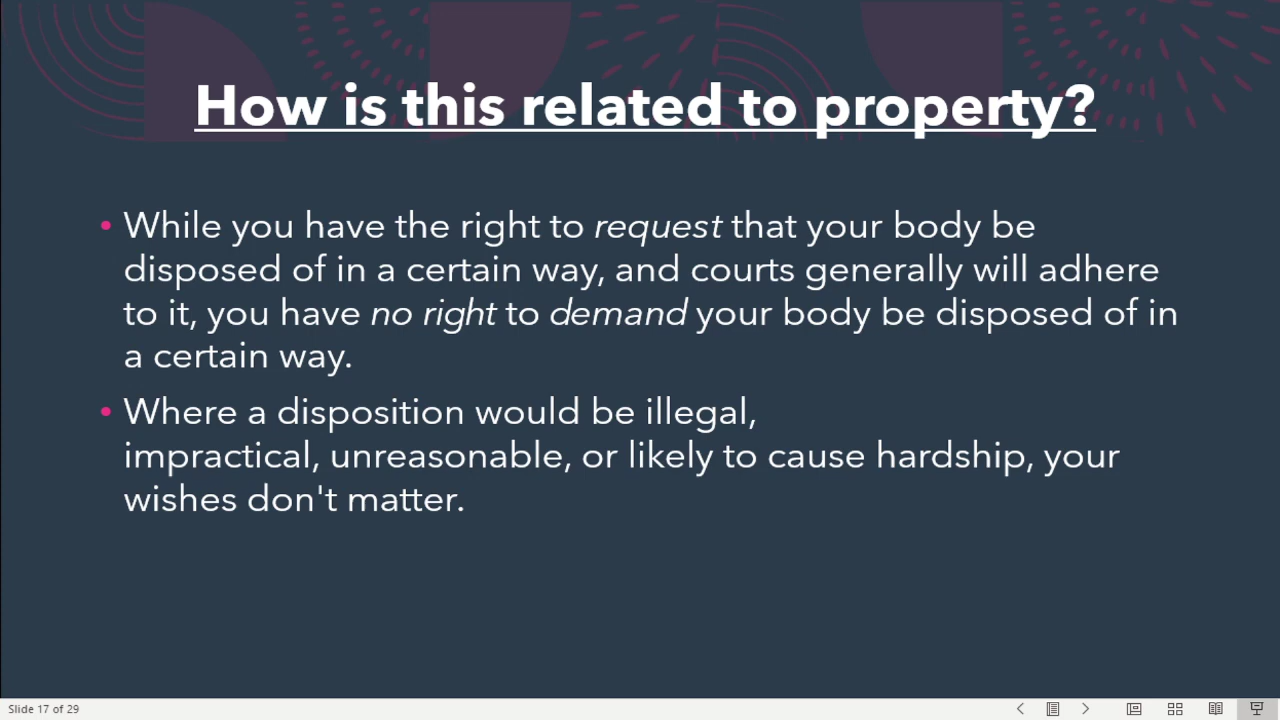 How is this related to property?
• While you have the right to request that your body be
disposed of in a certain way, and courts generally will adhere
to it, you have no right to demand your body be disposed of in
a certain way.
• Where a disposition would be illegal,
impractical, unreasonable, or likely to cause hardship, your
wishes don't matter.
Slide 17 of 29